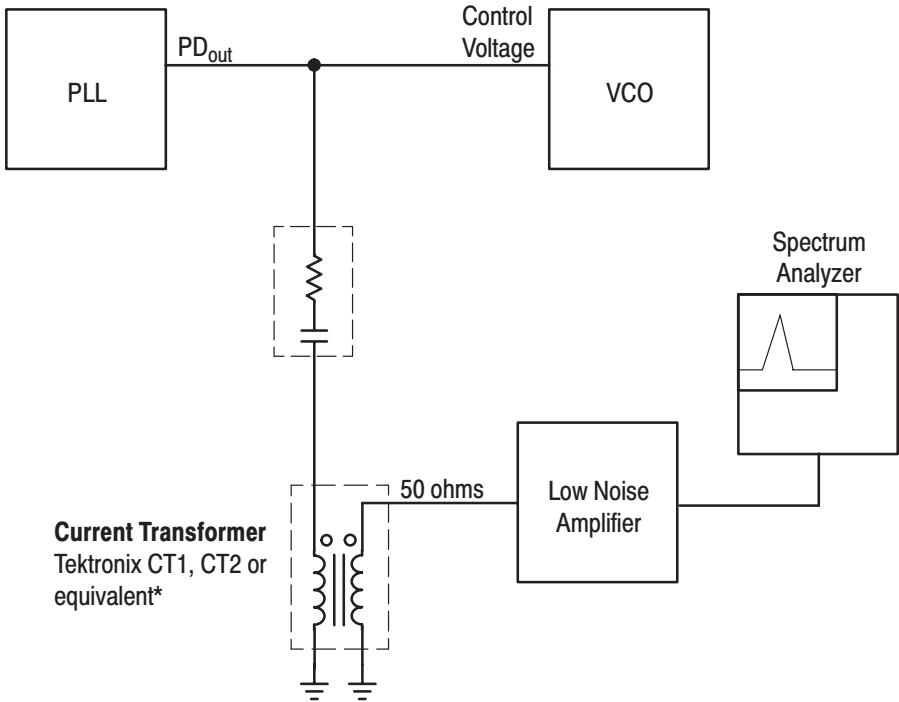 Control
Voltage
PDout
PLL
VCO
Spectrum
Analyzer
50 ohms
Low Noise
Amplifier
Current Transformer
Tektronix CT1, CT2 or
equivalent*